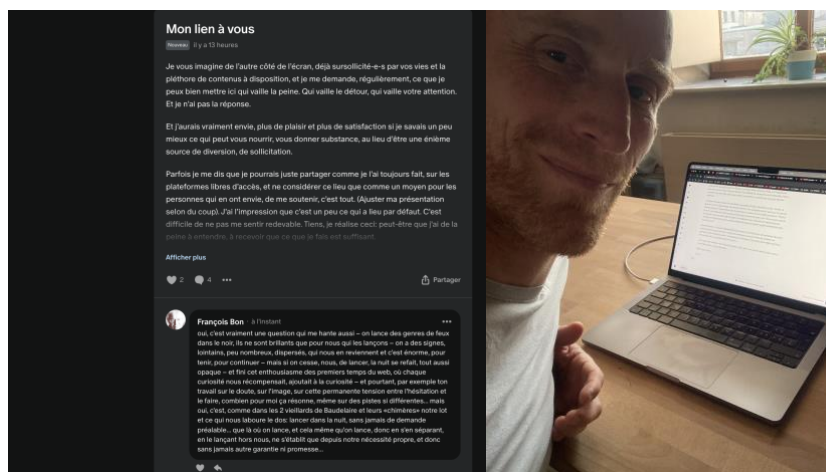 Mon lien à vous
Nouveau il y a 13 heures
Je vous imagine de l'autre côté de l'écran, déjà sursollicité-e-s par vos vies et la
pléthore de contenus à disposition, et je me demande, régulièrement, ce que je
peux bien mettre ici qui vaille la peine. Qui vaille le détour, qui vaille votre attention.
Et je n'ai pas la réponse.
Et j'aurais vraiment envie, plus de plaisir et plus de satisfaction si je savais un peu
mieux ce qui peut vous nourrir, vous donner substance, au lieu d'être une énième
source de diversion, de sollicitation.
Parfois je me dis que je pourrais juste partager comme je l'ai toujours fait, sur les
plateformes libres d'accès, et ne considérer ce lieu que comme un moyen pour les
personnes qui en ont envie, de me soutenir, c'est tout. (Ajuster ma présentation
selon du coup). J'ai l'impression que c'est un peu ce qui a lieu par défaut. C'est
difficile de ne pas me sentir redevable. Tiens, je réalise ceci: peut-être que j'ai de la
peine à entendre, à recevoir que ce que je fais est suffisant.
Afficher plus
2 4 ••• Partager
François Bon · à l'instant •••
oui, c'est vraiment une question qui me hante aussi – on lance des genres de feux
dans le noir, ils ne sont brillants que pour nous qui les lançons – on a des signes,
lointains, peu nombreux, dispersés, qui nous en reviennent et c'est énorme, pour
tenir, pour continuer – mais si on cesse, nous, de lancer, la nuit se refait, tout aussi
opaque – et fini cet enthousiasme des premiers temps du web, où chaque
curiosité nous récompensait, ajoutait à la curiosité – et pourtant, par exemple ton
travail sur le doute, sur l'image, sur cette permanente tension entre l'hésitation et
le faire, combien pour moi ça résonne, même sur des pistes si différentes... mais
oui, c'est, comme dans les 2 vieillards de Baudelaire et leurs «chimères» notre lot
et ce qui nous laboure le dos: lancer dans la nuit, sans jamais de demande
préalable... que là où on lance, et cela même qu'on lance, donc en s'en séparant,
en le lançant hors nous, ne s'établit que depuis notre nécessité propre, et donc
sans jamais autre garantie ni promesse...